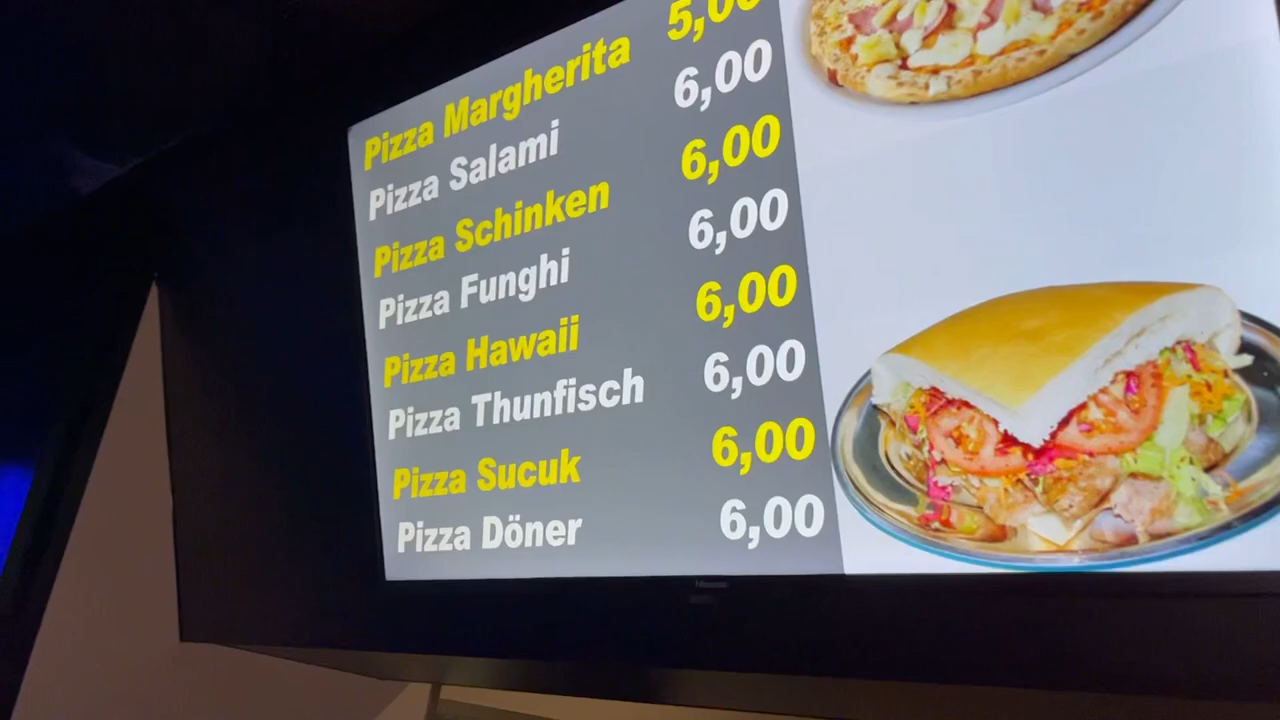 Pizza Margherita 5,00
Pizza Salami 6,00
Pizza Schinken 6,00
Pizza Funghi 6,00
Pizza Hawaii 6,00
Pizza Thunfisch 6,00
Pizza Sucuk 6,00
Pizza Döner 6,00
Hisense